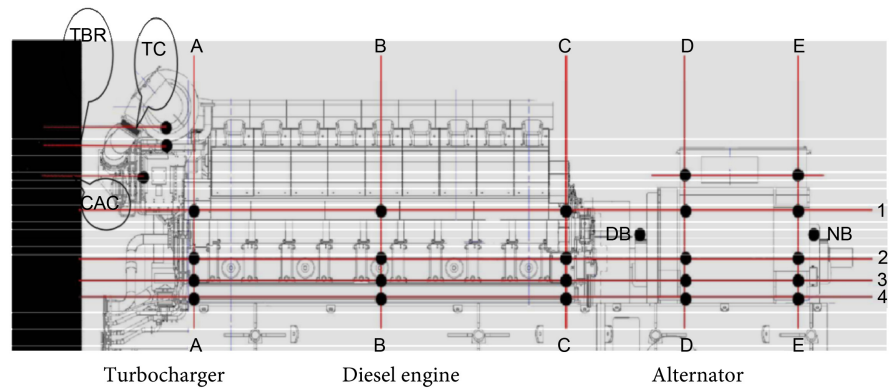 TBR
TC
A B C D E
CAC
1
DB NB
2
3
4
A B C D E
Turbocharger Diesel engine Alternator